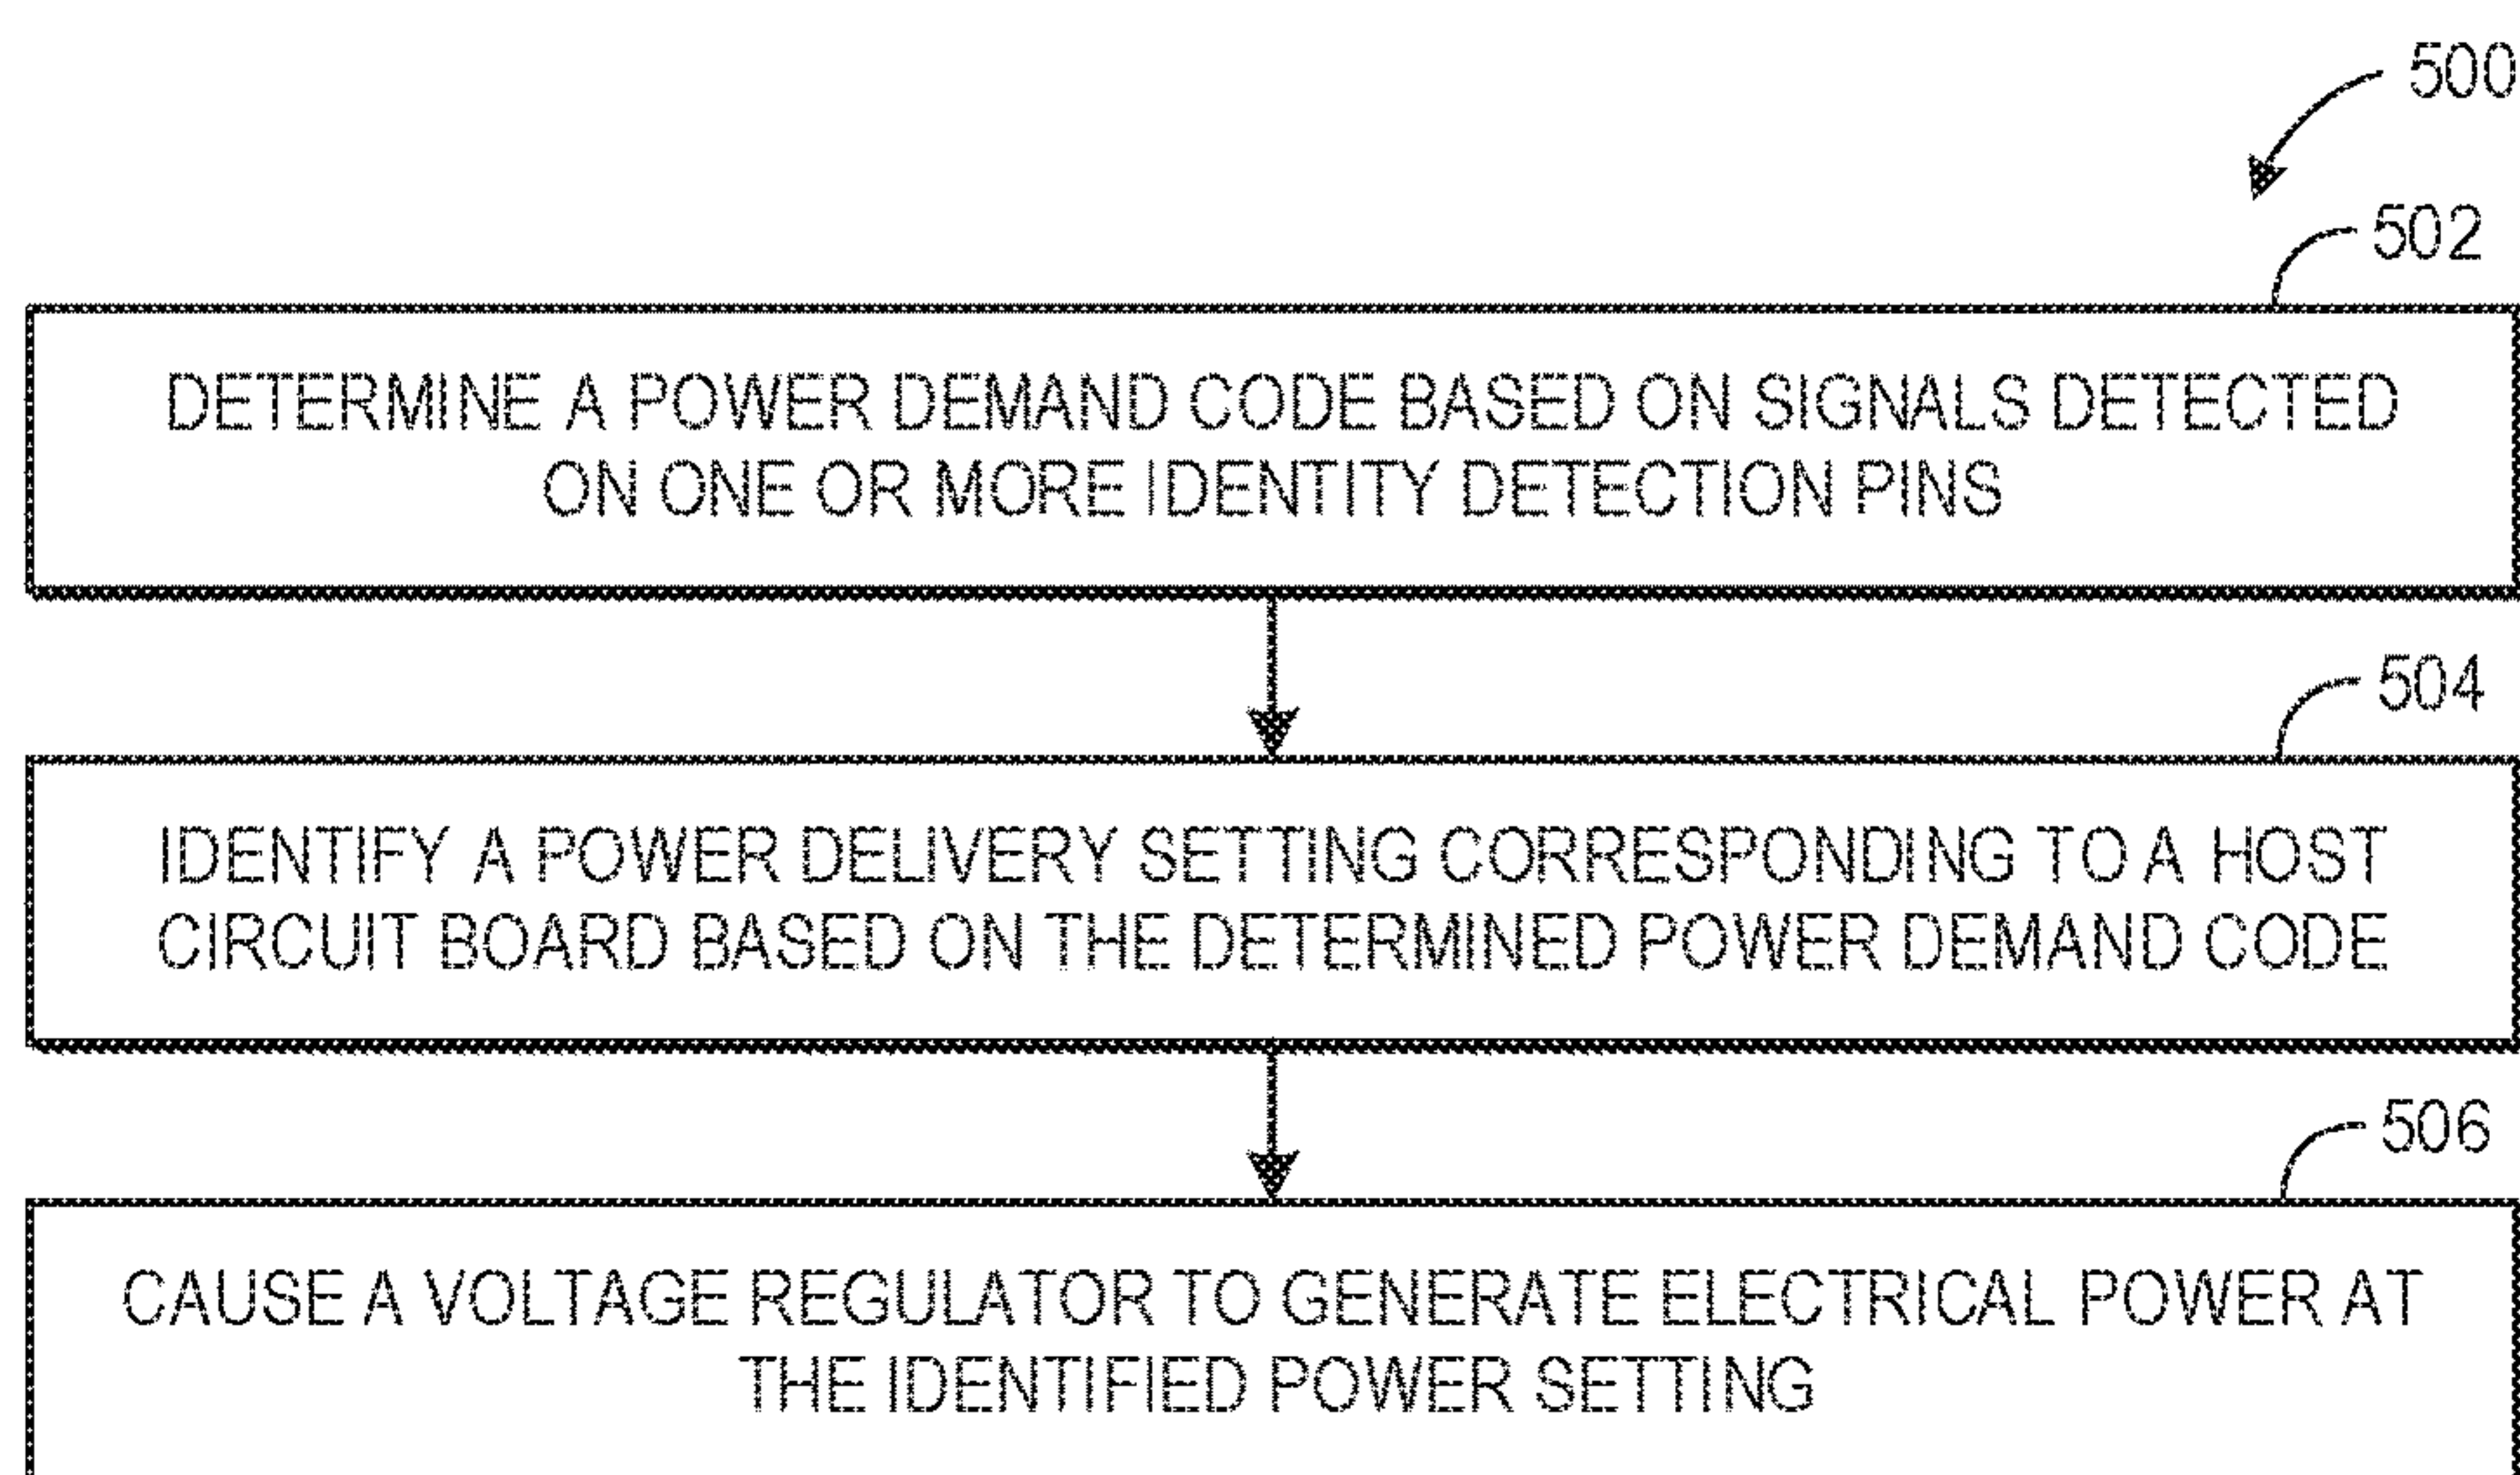 500
502
DETERMINE A POWER DEMAND CODE BASED ON SIGNALS DETECTED
ON ONE OR MORE IDENTITY DETECTION PINS
504
IDENTIFY A POWER DELIVERY SETTING CORRESPONDING TO A HOST
CIRCUIT BOARD BASED ON THE DETERMINED POWER DEMAND CODE
506
CAUSE A VOLTAGE REGULATOR TO GENERATE ELECTRICAL POWER AT
THE IDENTIFIED POWER SETTING